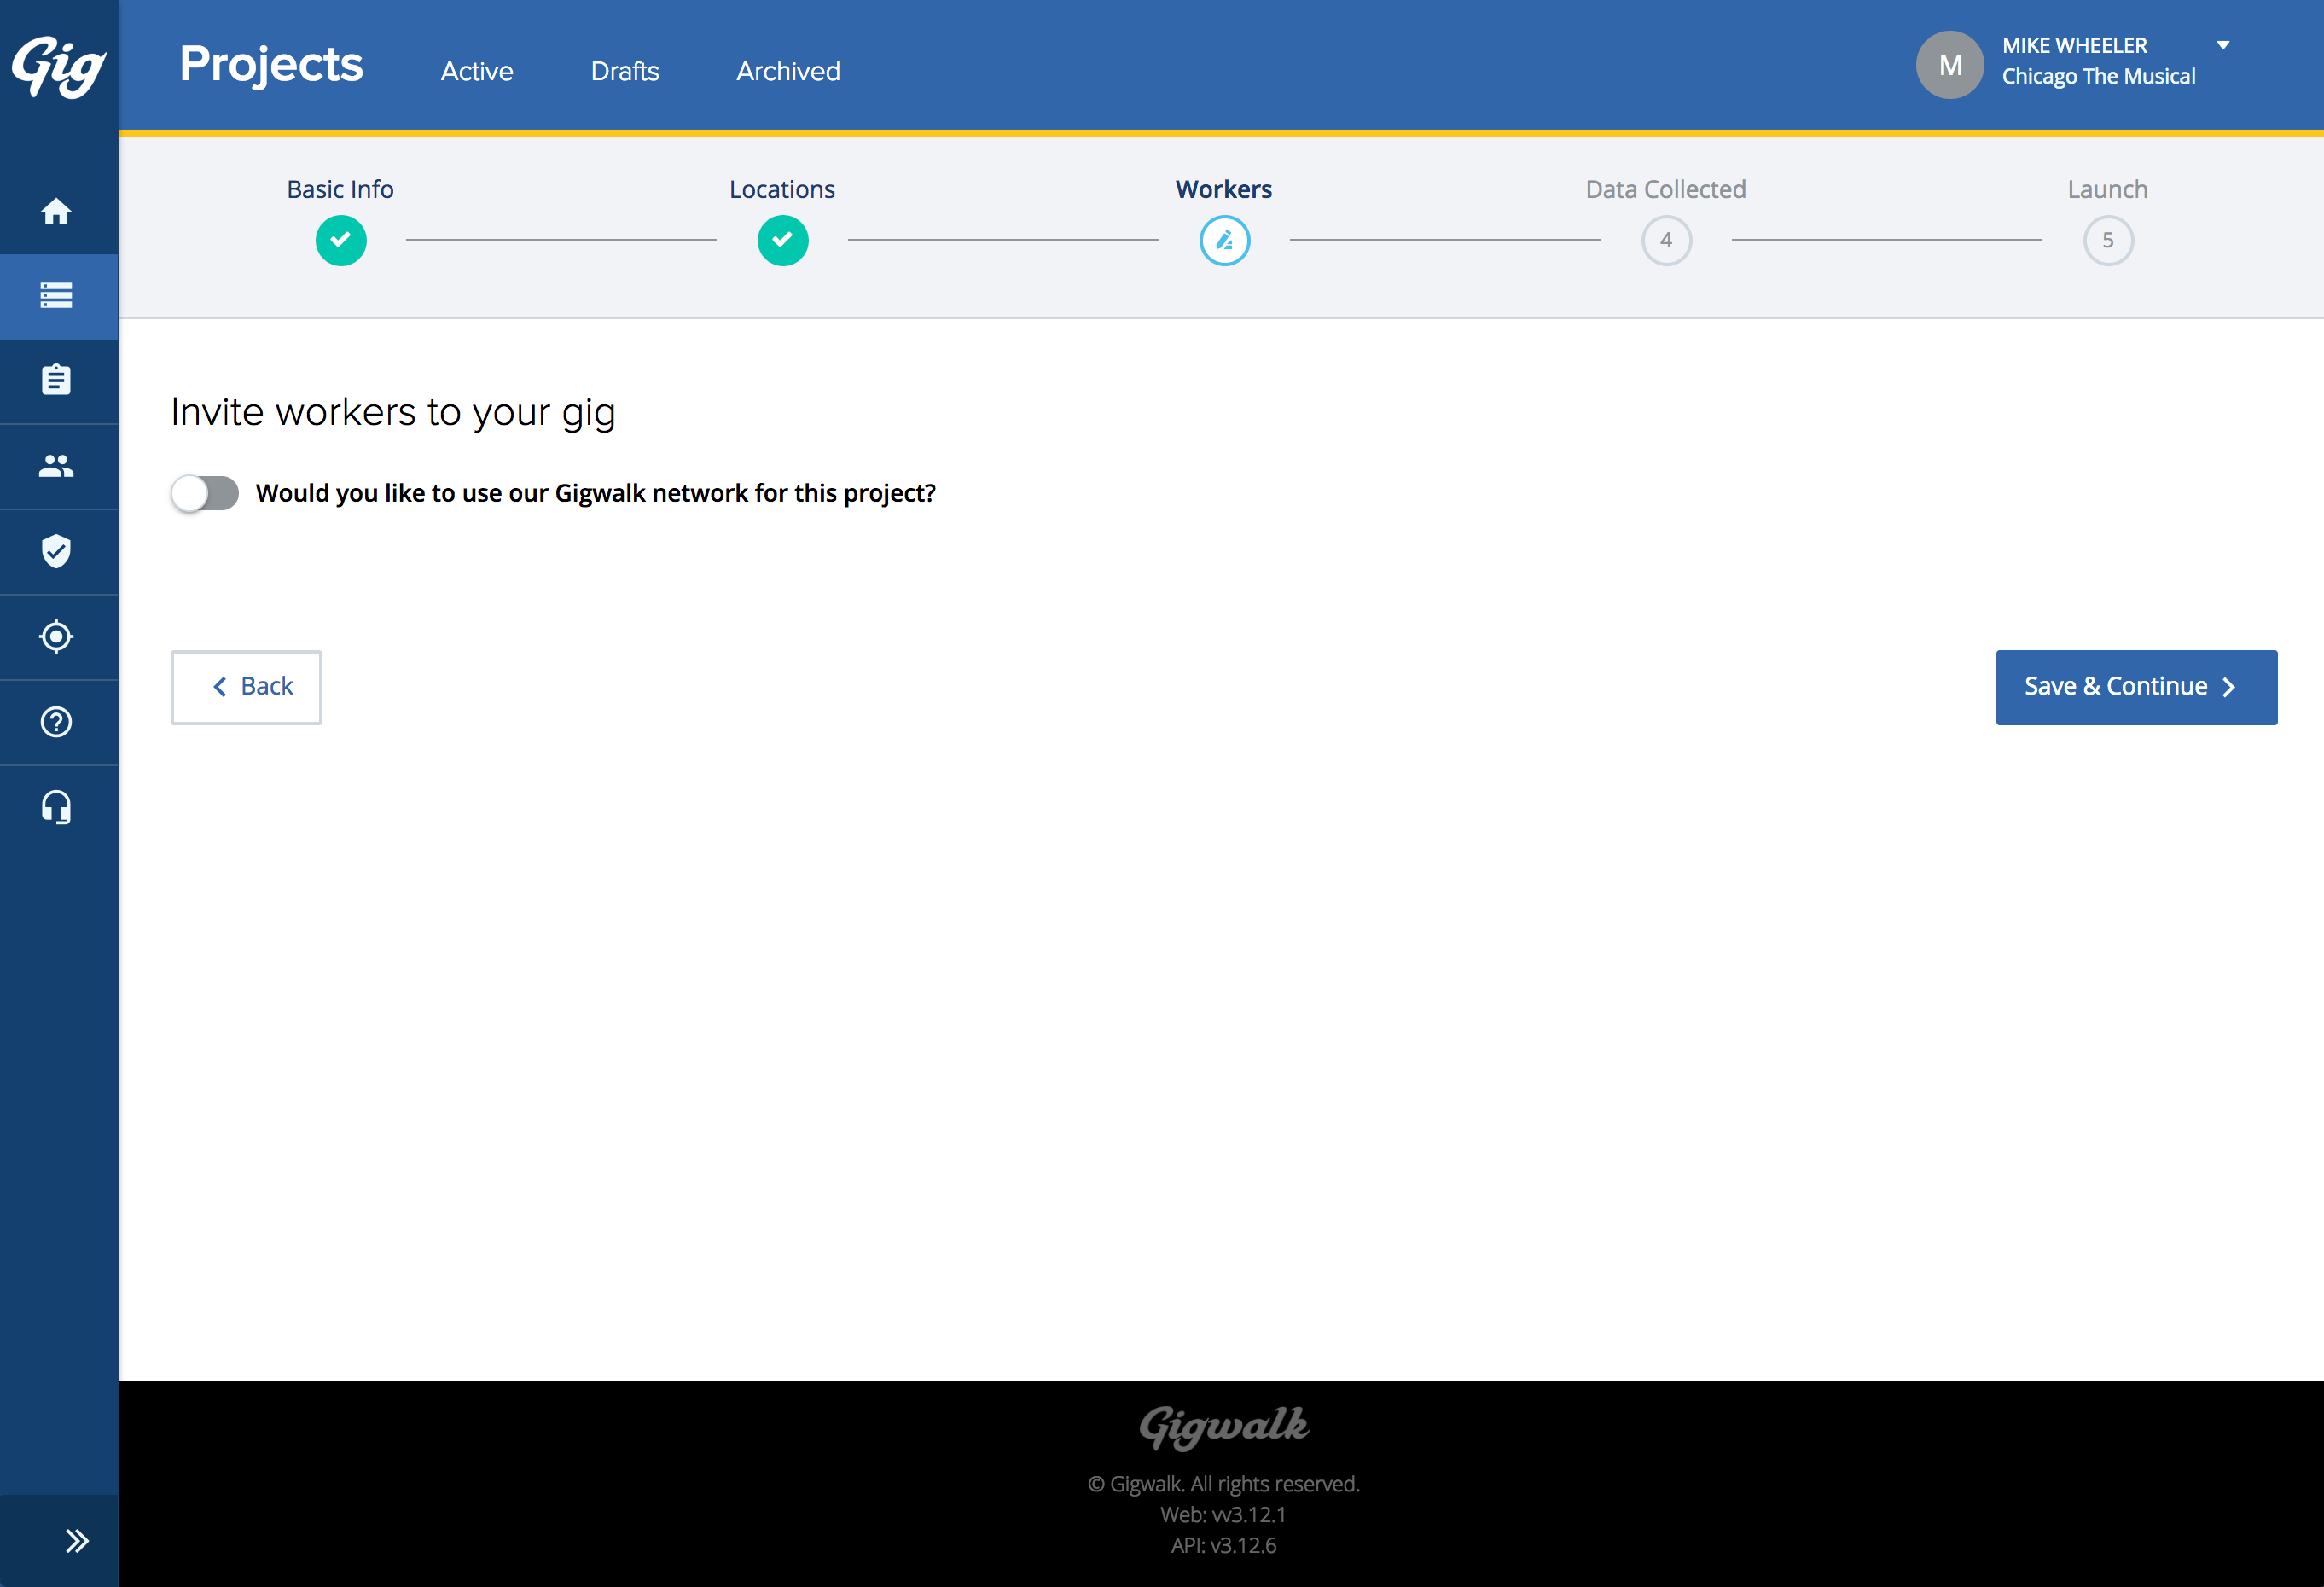 Gig
Projects
Active
Drafts
Archived
M
MIKE WHEELER
Chicago The Musical
Basic Info
Locations
Workers
Data Collected
4
Launch
5
Invite workers to your gig
Would you like to use our Gigwalk network for this project?
Back
Save & Continue
Gigwalk
© Gigwalk. All rights reserved.
Web: vv3.12.1
API: v3.12.6